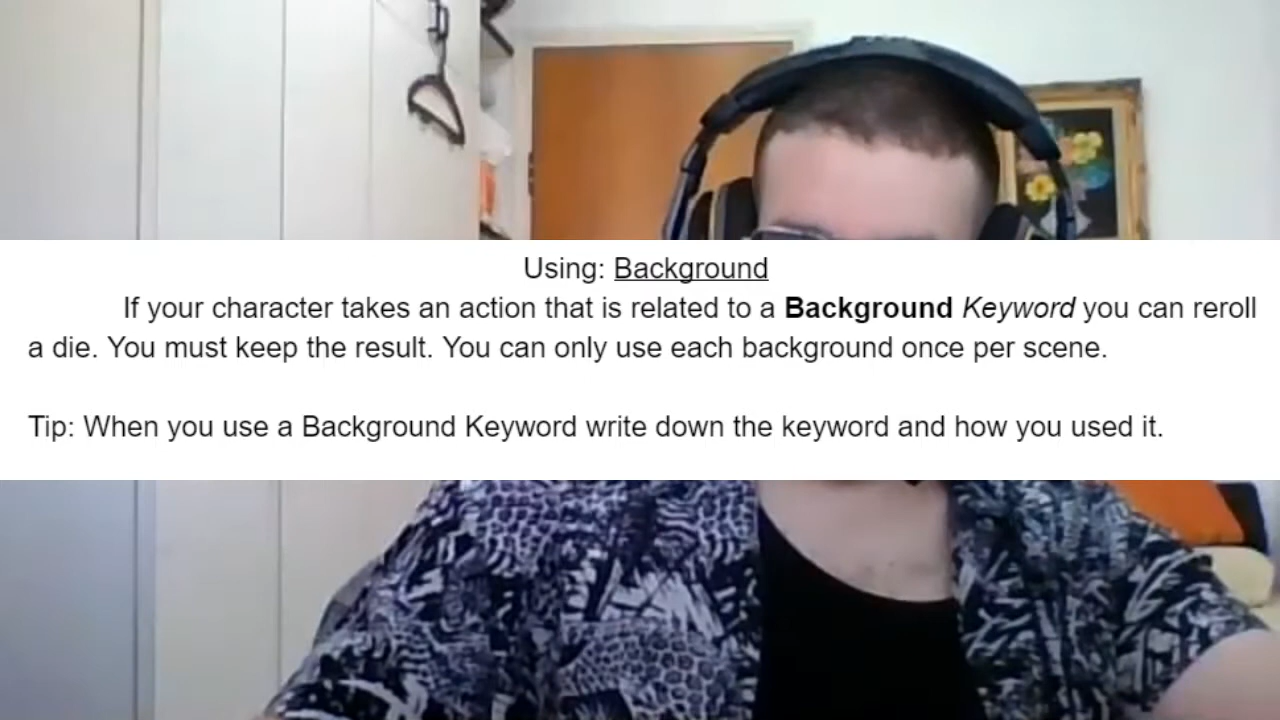 Using: Background
If your character takes an action that is related to a Background Keyword you can reroll
a die. You must keep the result. You can only use each background once per scene.
Tip: When you use a Background Keyword write down the keyword and how you used it.